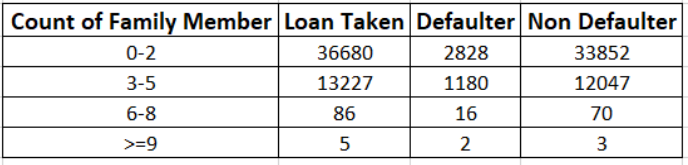 Count of Family Member Loan Taken Defaulter Non Defaulter
0-2 36680 2828 33852
3-5 13227 1180 12047
6-8 86 16 70
>=9 5 2 3